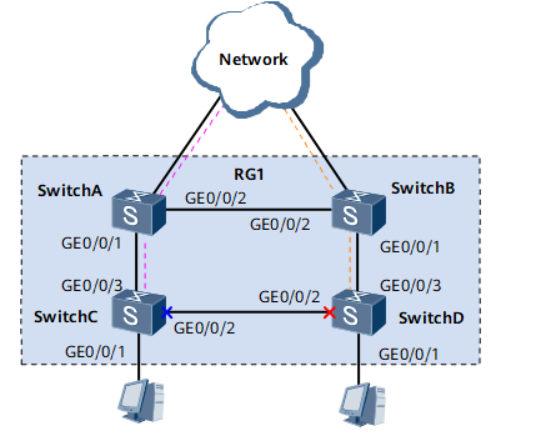 Network
RG1
SwitchA
SwitchB
GE0/0/2
GE0/0/2
GE0/0/1
GE0/0/1
GE0/0/3
GE0/0/3
GE0/0/2
SwitchC
SwitchD
GE0/0/2
GE0/0/1
GE0/0/1
S
S
S
S